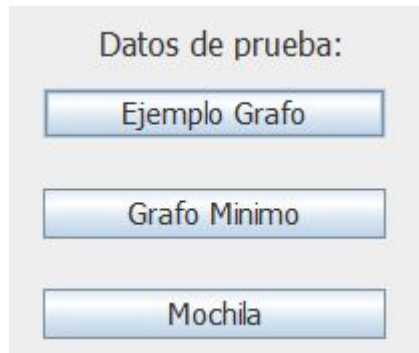 Datos de prueba:
Ejemplo Grafo
Grafo Minimo
Mochila